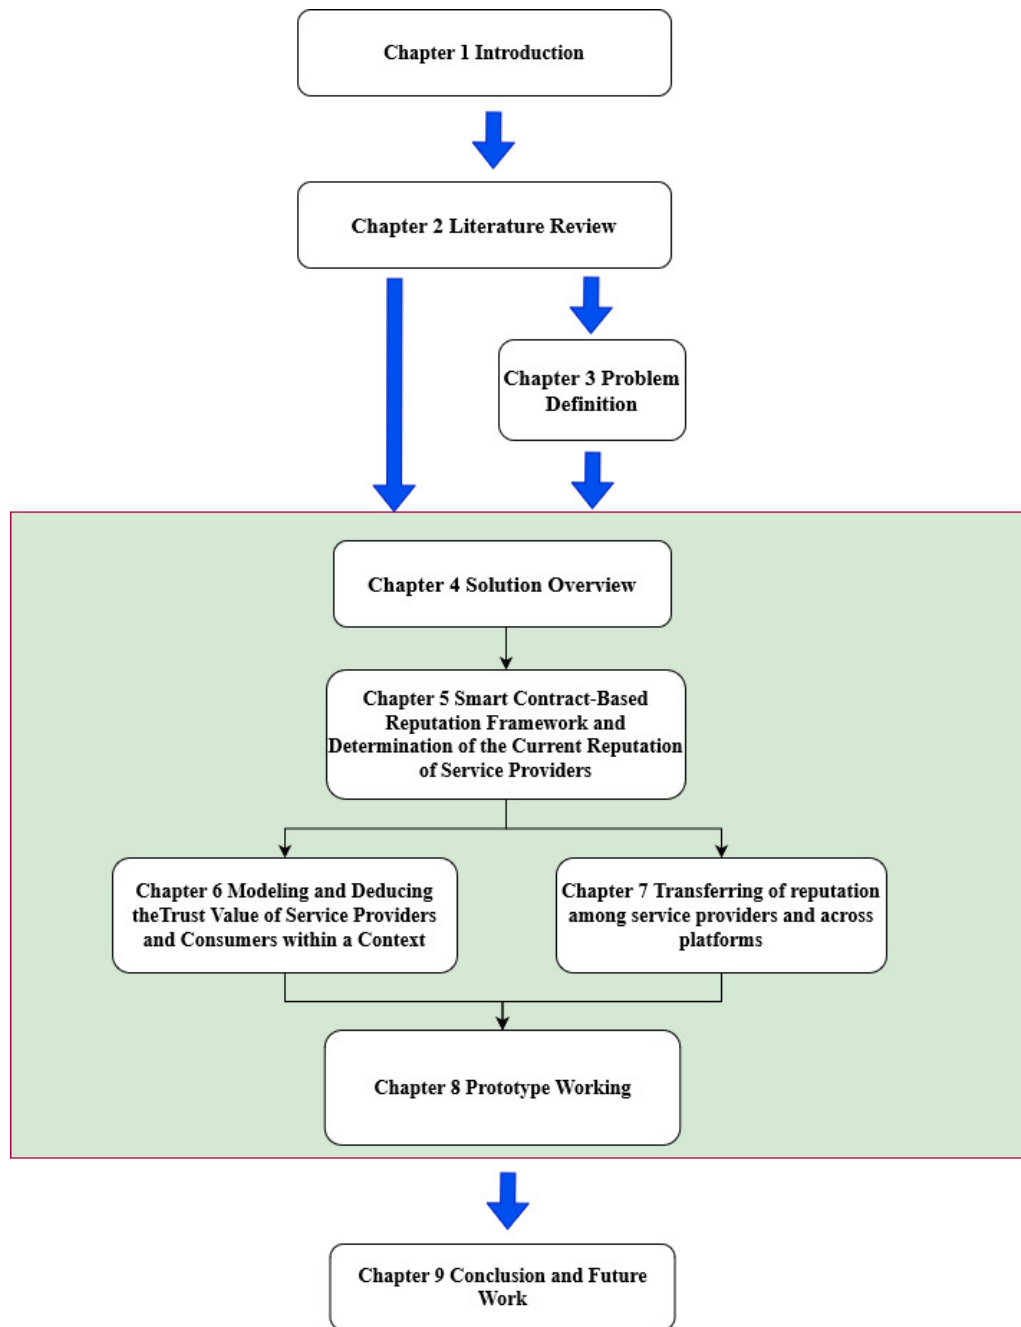 Chapter 1 Introduction
Chapter 2 Literature Review
Chapter 3 Problem
Definition
Chapter 4 Solution Overview
Chapter 5 Smart Contract-Based
Reputation Framework and
Determination of the Current Reputation
of Service Providers
Chapter 6 Modeling and Deducing
theTrust Value of Service Providers
and Consumers within a Context
Chapter 7 Transferring of reputation
among service providers and across
platforms
Chapter 8 Prototype Working
Chapter 9 Conclusion and Future
Work